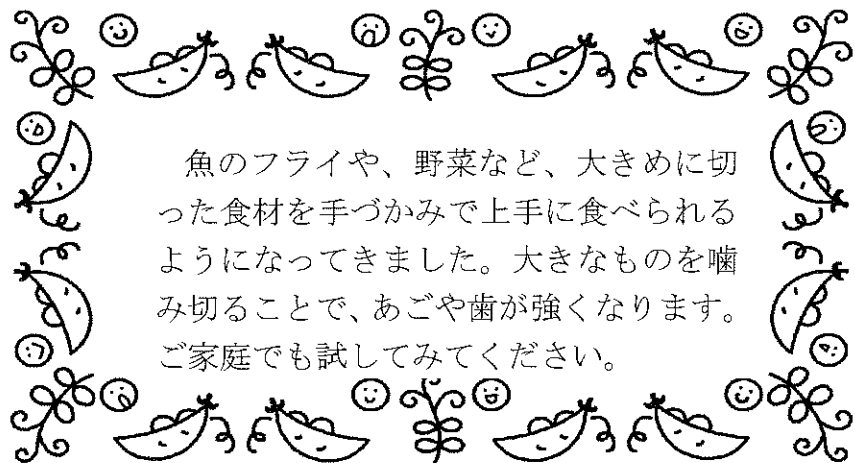 魚のフライや、野菜など、大きめに切
った食材を手づかみで上手に食べられる
ようになってきました。大きなものを噛
み切ることで、あごや歯が強くなります。
ご家庭でも試してみてください。